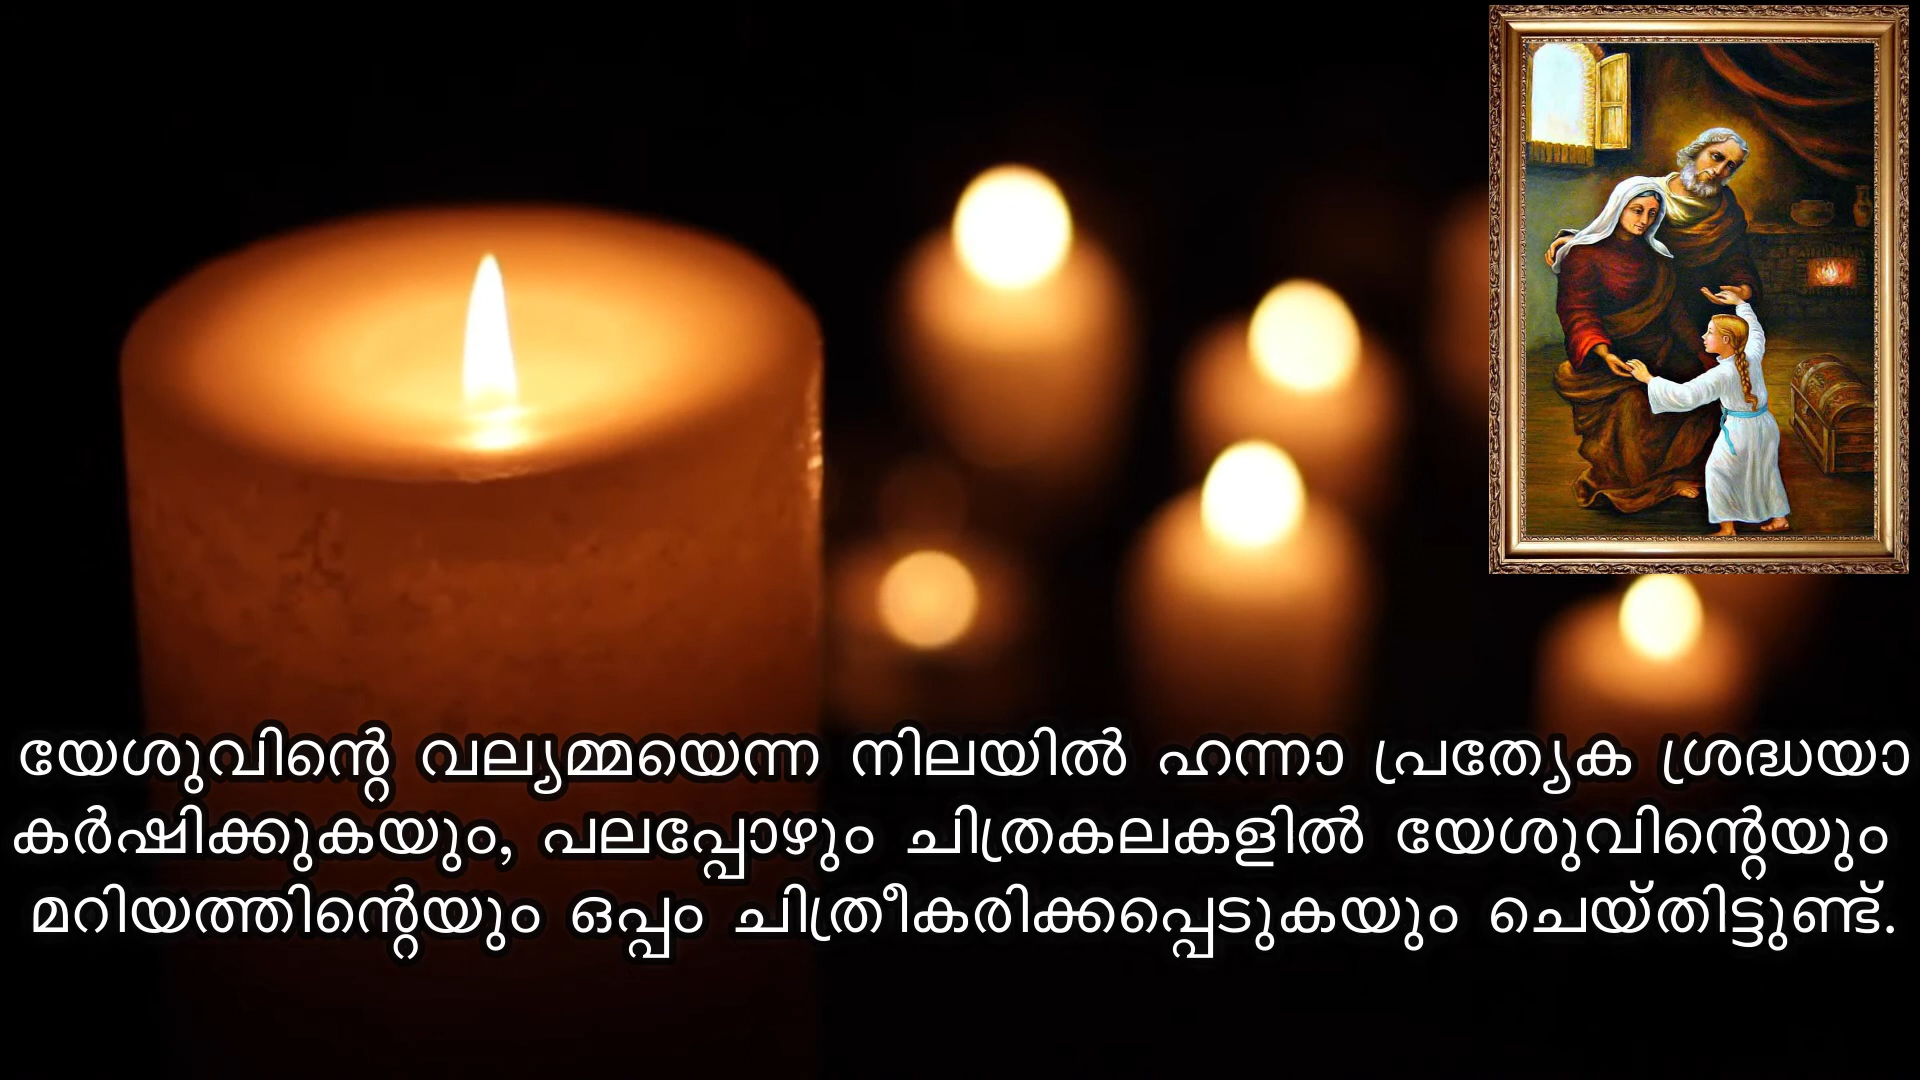 യേശുവിന്റെ വല്യമ്മയെന്ന നിലയിൽ ഹന്നാ പ്രത്യേക ശ്രദ്ധയാ
കർഷിക്കുകയും, പലപ്പോഴും ചിത്രകലകളിൽ യേശുവിന്റെയും
മറിയത്തിന്റെയും ഒപ്പം ചിത്രീകരിക്കപ്പെടുകയും ചെയ്തിട്ടുണ്ട്.